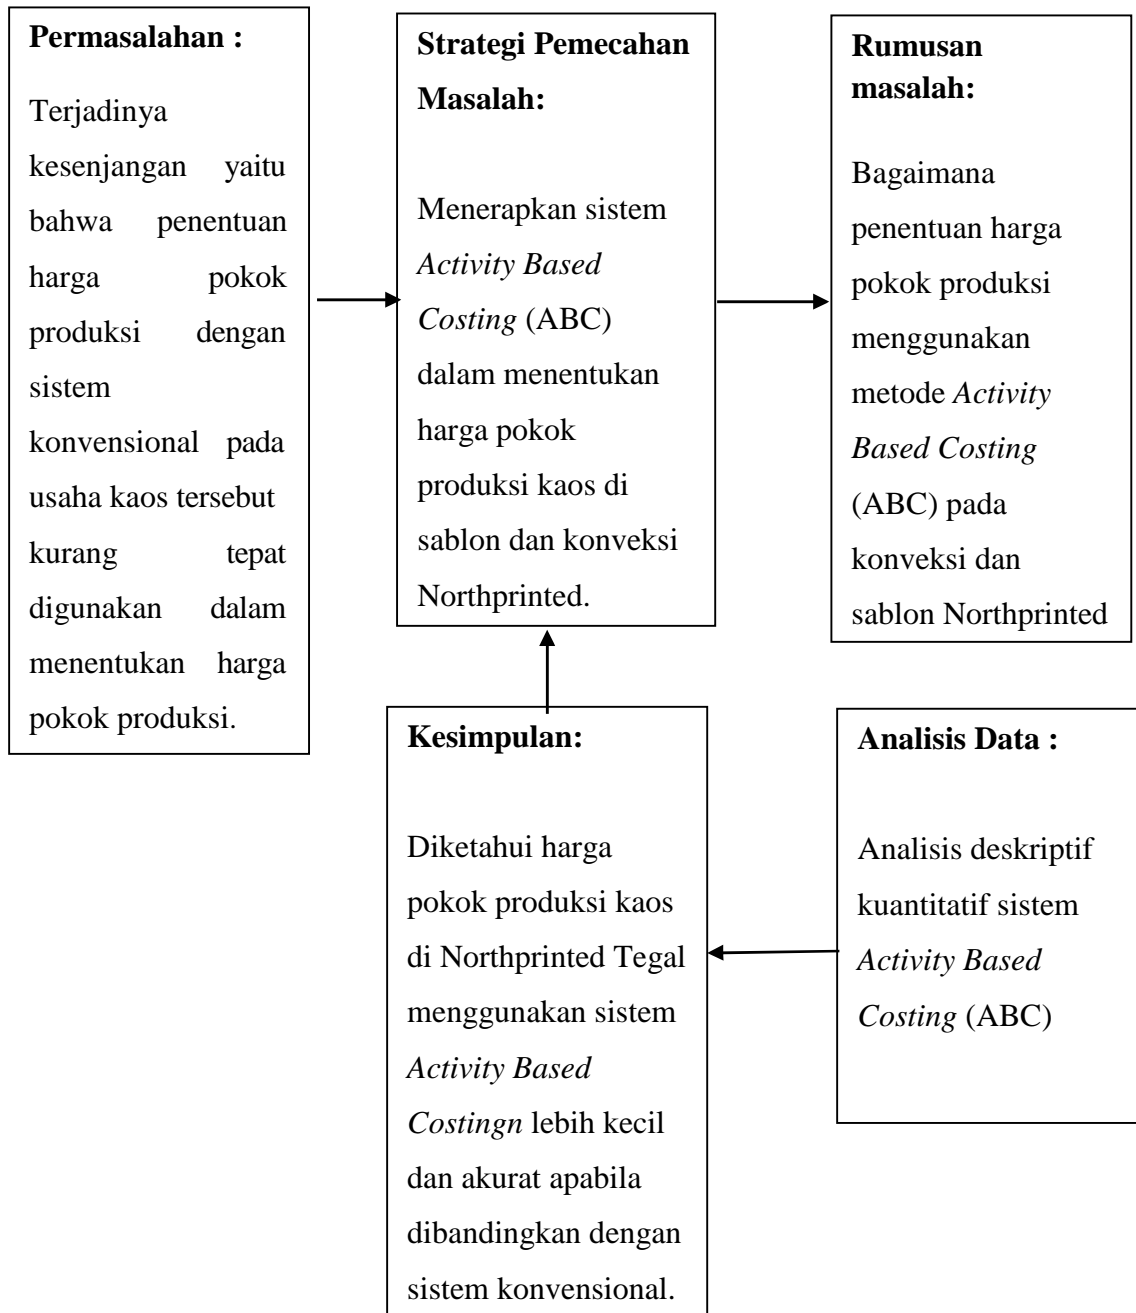 Permasalahan :
Terjadinya
kesenjangan yaitu
bahwa penentuan
harga pokok
produksi dengan
sistem
konvensional pada
usaha kaos tersebut
kurang tepat
digunakan dalam
menentukan harga
pokok produksi.
Strategi Pemecahan
Masalah:
Menerapkan sistem
Activity Based
Costing (ABC)
dalam menentukan
harga pokok
produksi kaos di
sablon dan konveksi
Northprinted.
Rumusan
masalah:
Bagaimana
penentuan harga
pokok produksi
menggunakan
metode Activity
Based Costing
(ABC) pada
konveksi dan
sablon Northprinted
Kesimpulan:
Diketahui harga
pokok produksi kaos
di Northprinted Tegal
menggunakan sistem
Activity Based
Costingn lebih kecil
dan akurat apabila
dibandingkan dengan
sistem konvensional.
Analisis Data :
Analisis deskriptif
kuantitatif sistem
Activity Based
Costing (ABC)